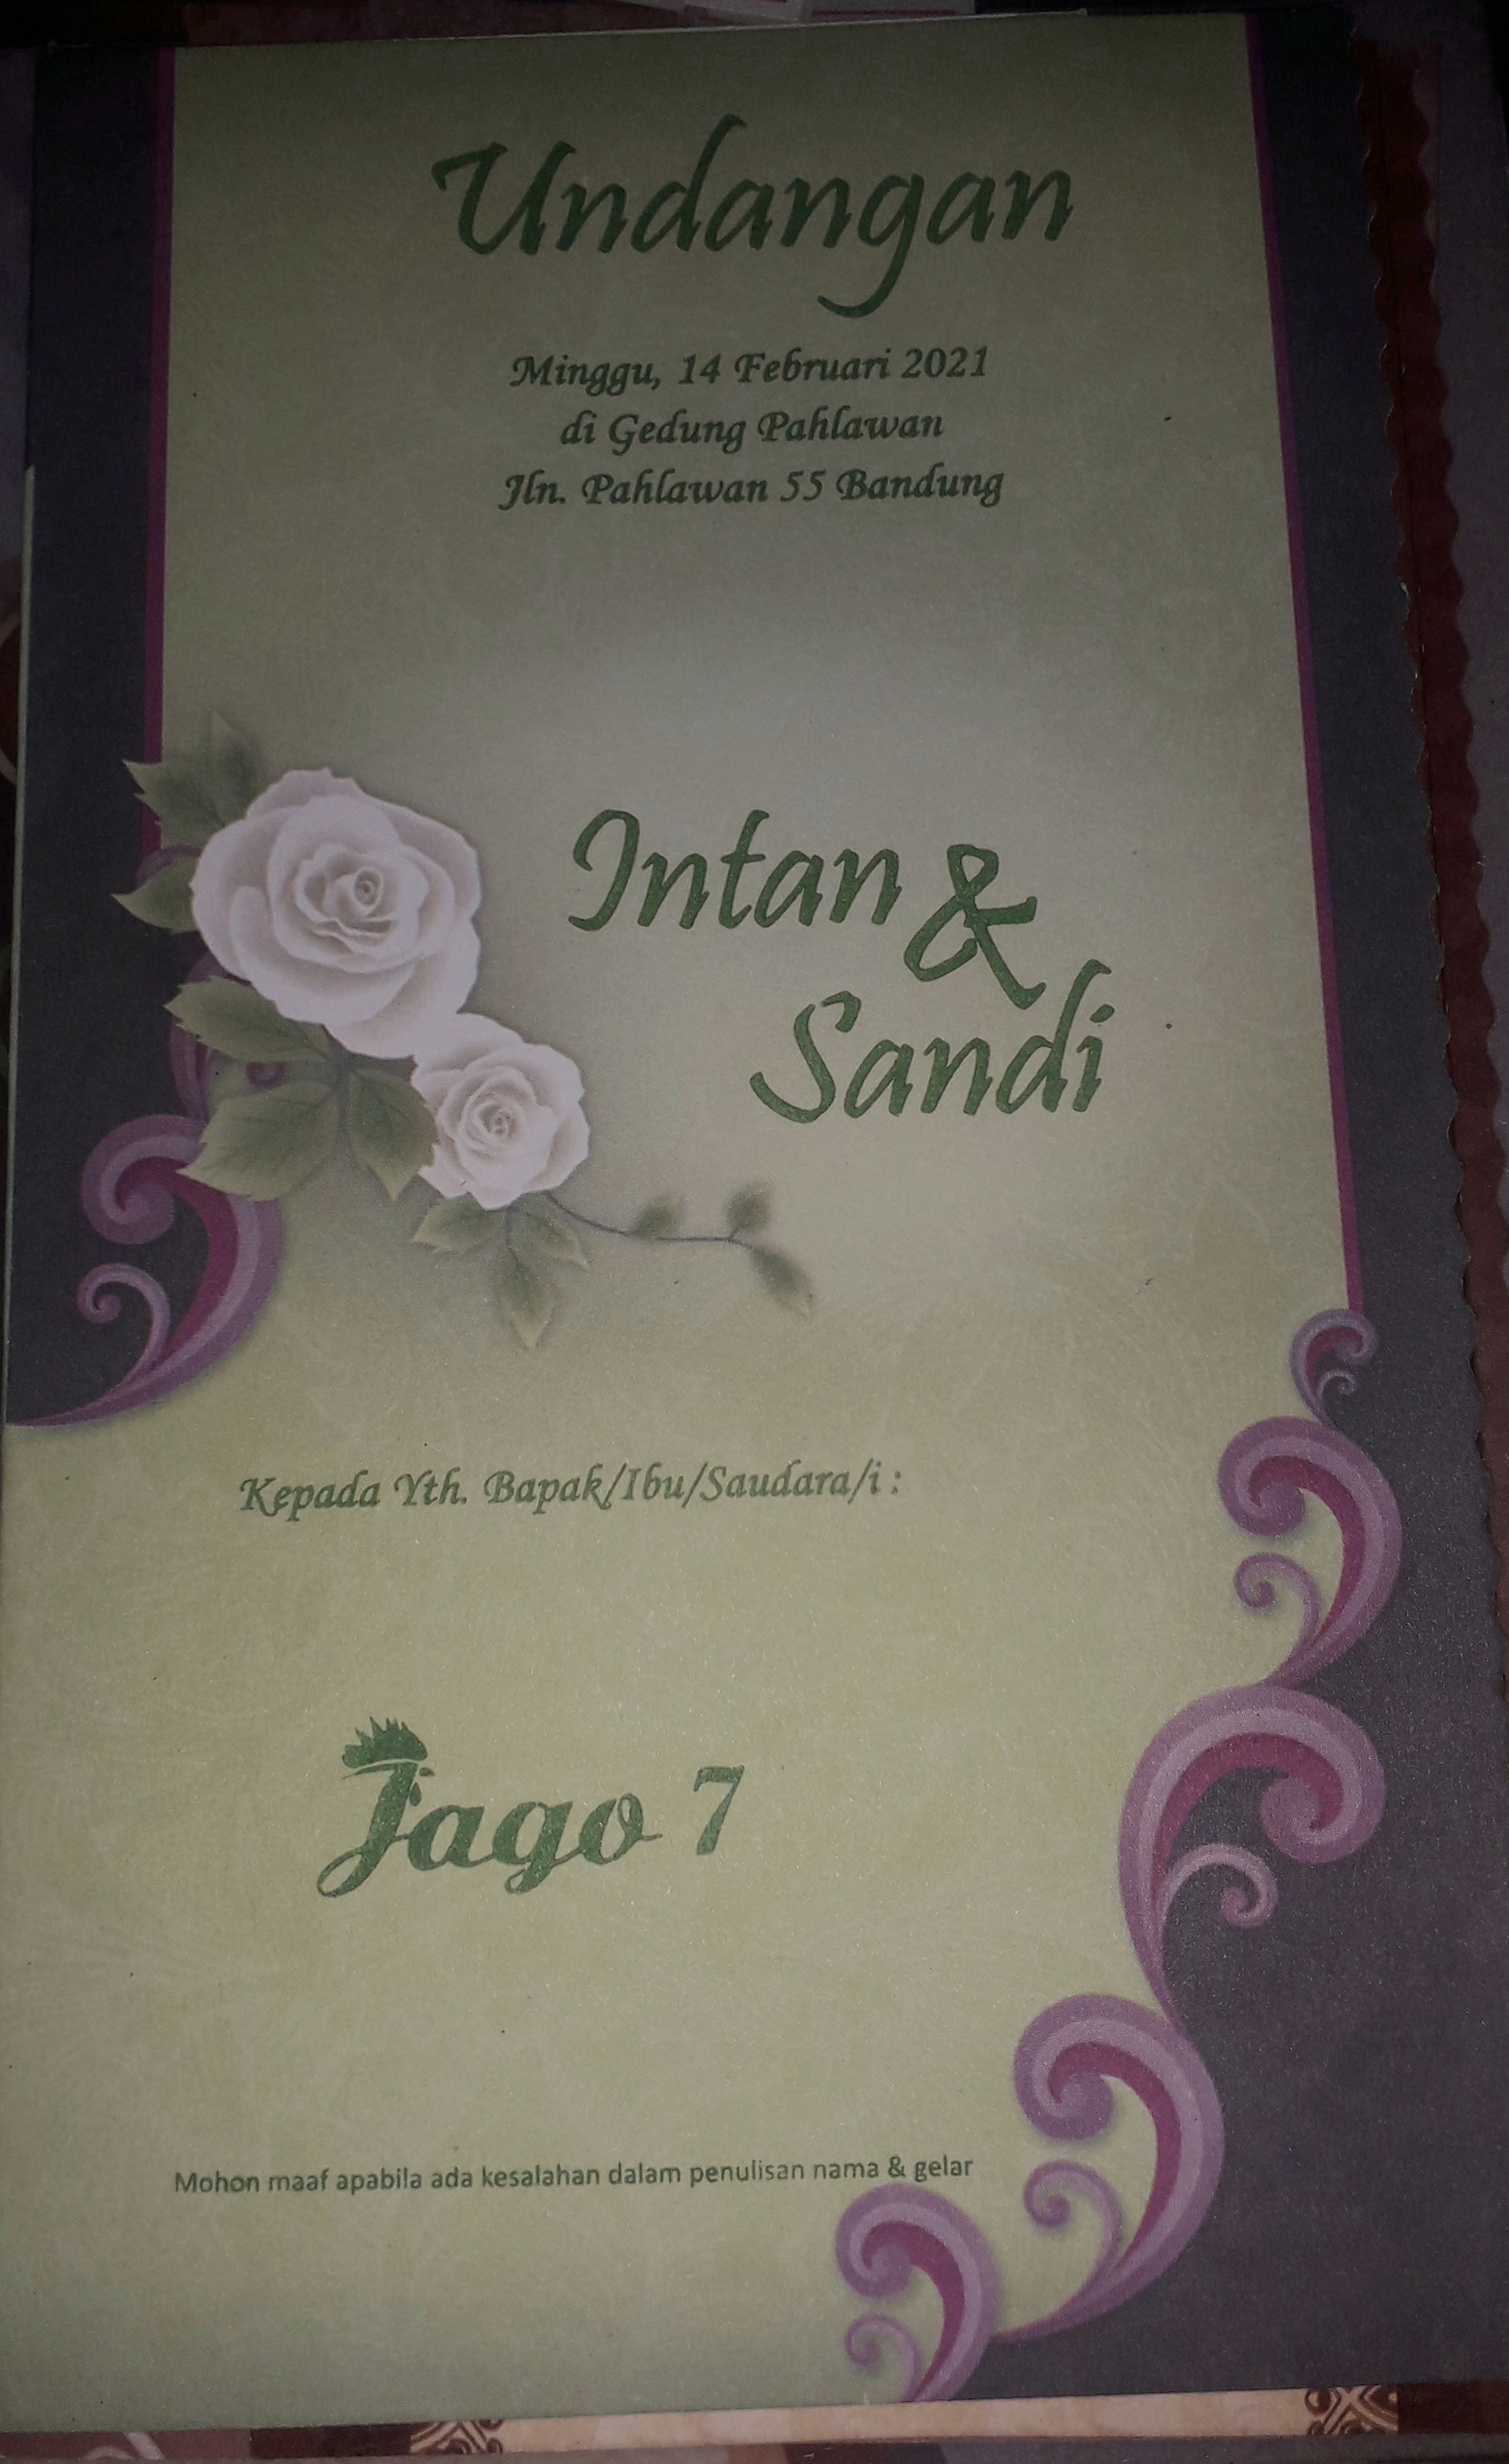 Undangan
Minggu, 14 Februari 2021
di Gedung Pahlawan
Jln. Pahlawan 55 Bandung
Intan &
Sandi
Kepada Yth. Bapak/Ibu/Saudara/i :
Jago 7
Mohon maaf apabila ada kesalahan dalam penulisan nama & gelar